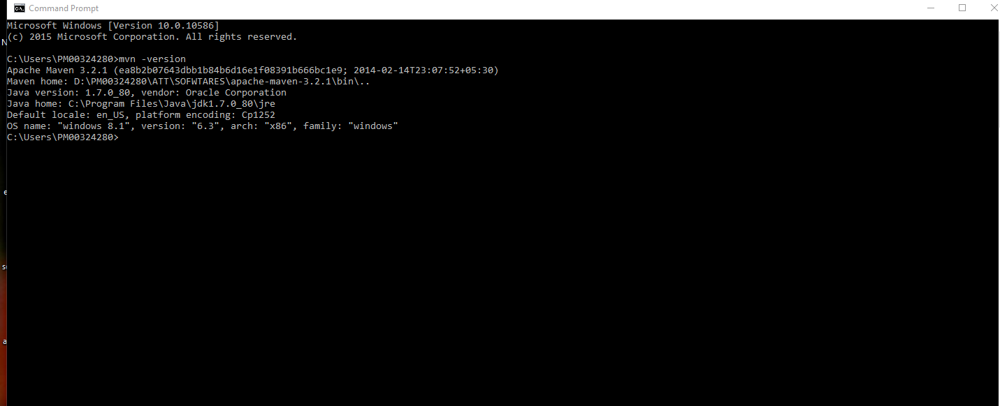 Command Prompt
Microsoft Windows [Version 10.0.10586]
(c) 2015 Microsoft Corporation. All rights reserved.
N
C:\Users\PM00324280>mvn -version
Apache Maven 3.2.1 (ea8b2b07643dbb1b84b6d16e1f08391b666bc1e9; 2014-02-14T23:07:52+05:30)
Maven home: D:\PM00324280\ATT\SOFWTARES\apache-maven-3.2.1\bin\..
Java version: 1.7.0_80, vendor: Oracle Corporation
Java home: C:\Program Files\Java\jdk1.7.0_80\jre
Default locale: en_US, platform encoding: Cp1252
OS name: "windows 8.1", version: "6.3", arch: "x86", family: "windows"
C:\Users\PM00324280>